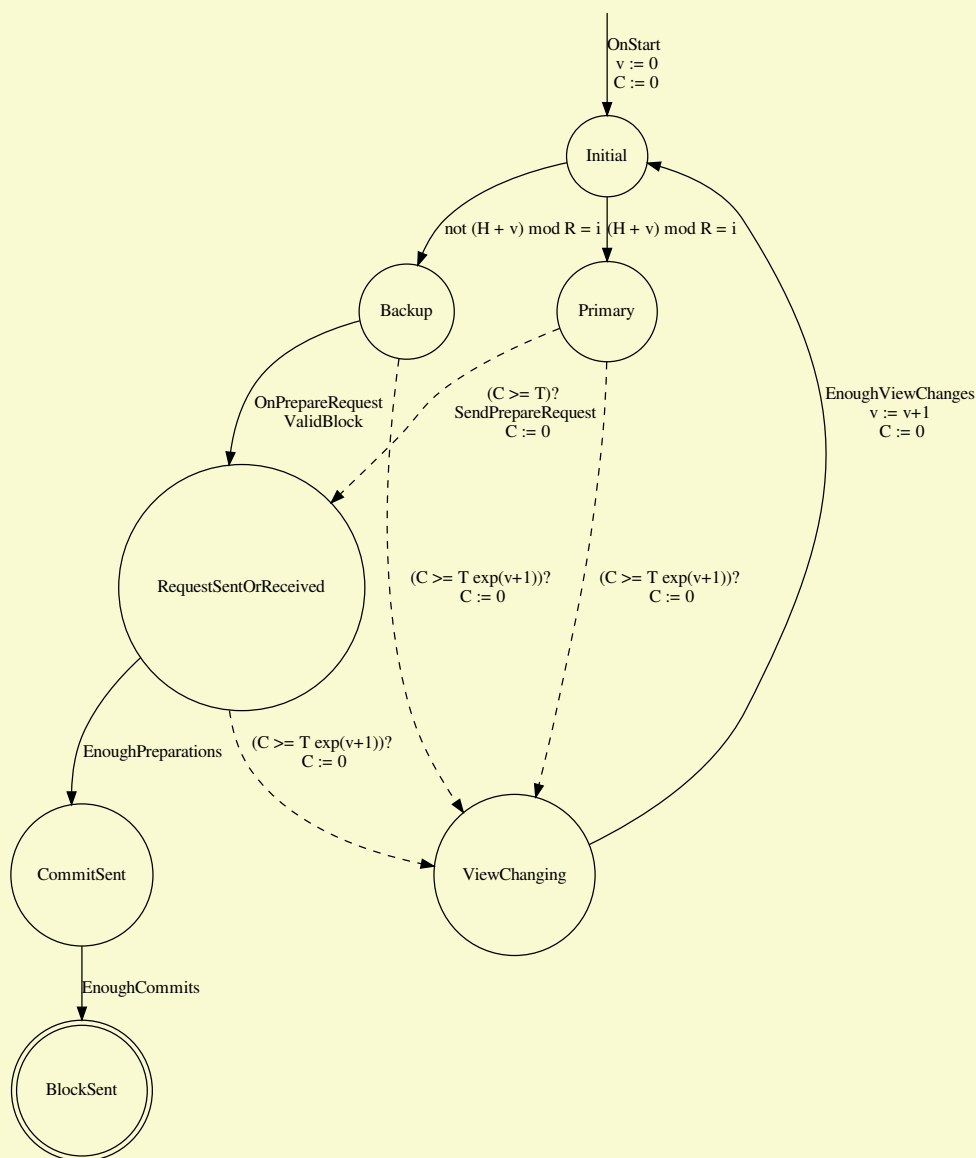 OnStart
v := 0
C := 0
Initial
not (H + v) mod R = i
(H + v) mod R = i
Backup
Primary
OnPrepareRequest
ValidBlock
(C >= T)?
SendPrepareRequest
C := 0
EnoughViewChanges
v := v+1
C := 0
RequestSentOrReceived
(C >= T exp(v+1))?
C := 0
(C >= T exp(v+1))?
C := 0
EnoughPreparations
(C >= T exp(v+1))?
C := 0
CommitSent
ViewChanging
EnoughCommits
BlockSent